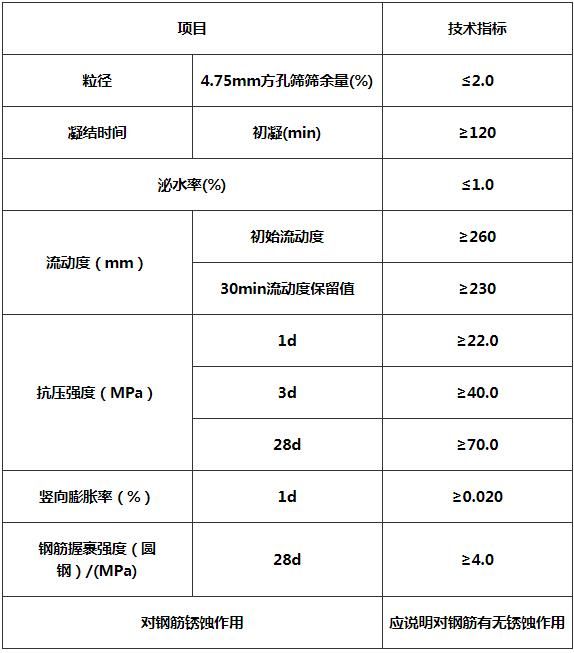 项目 技术指标
粒径 4.75mm方孔筛筛余量(%) ≤2.0
凝结时间 初凝(min) ≥120
泌水率(%) ≤1.0
流动度（mm） 初始流动度 ≥260
30min流动度保留值 ≥230
抗压强度（MPa） 1d ≥22.0
3d ≥40.0
28d ≥70.0
竖向膨胀率（%） 1d ≥0.020
钢筋握裹强度（圆
钢）/(MPa) 28d ≥4.0
对钢筋锈蚀作用 应说明对钢筋有无锈蚀作用